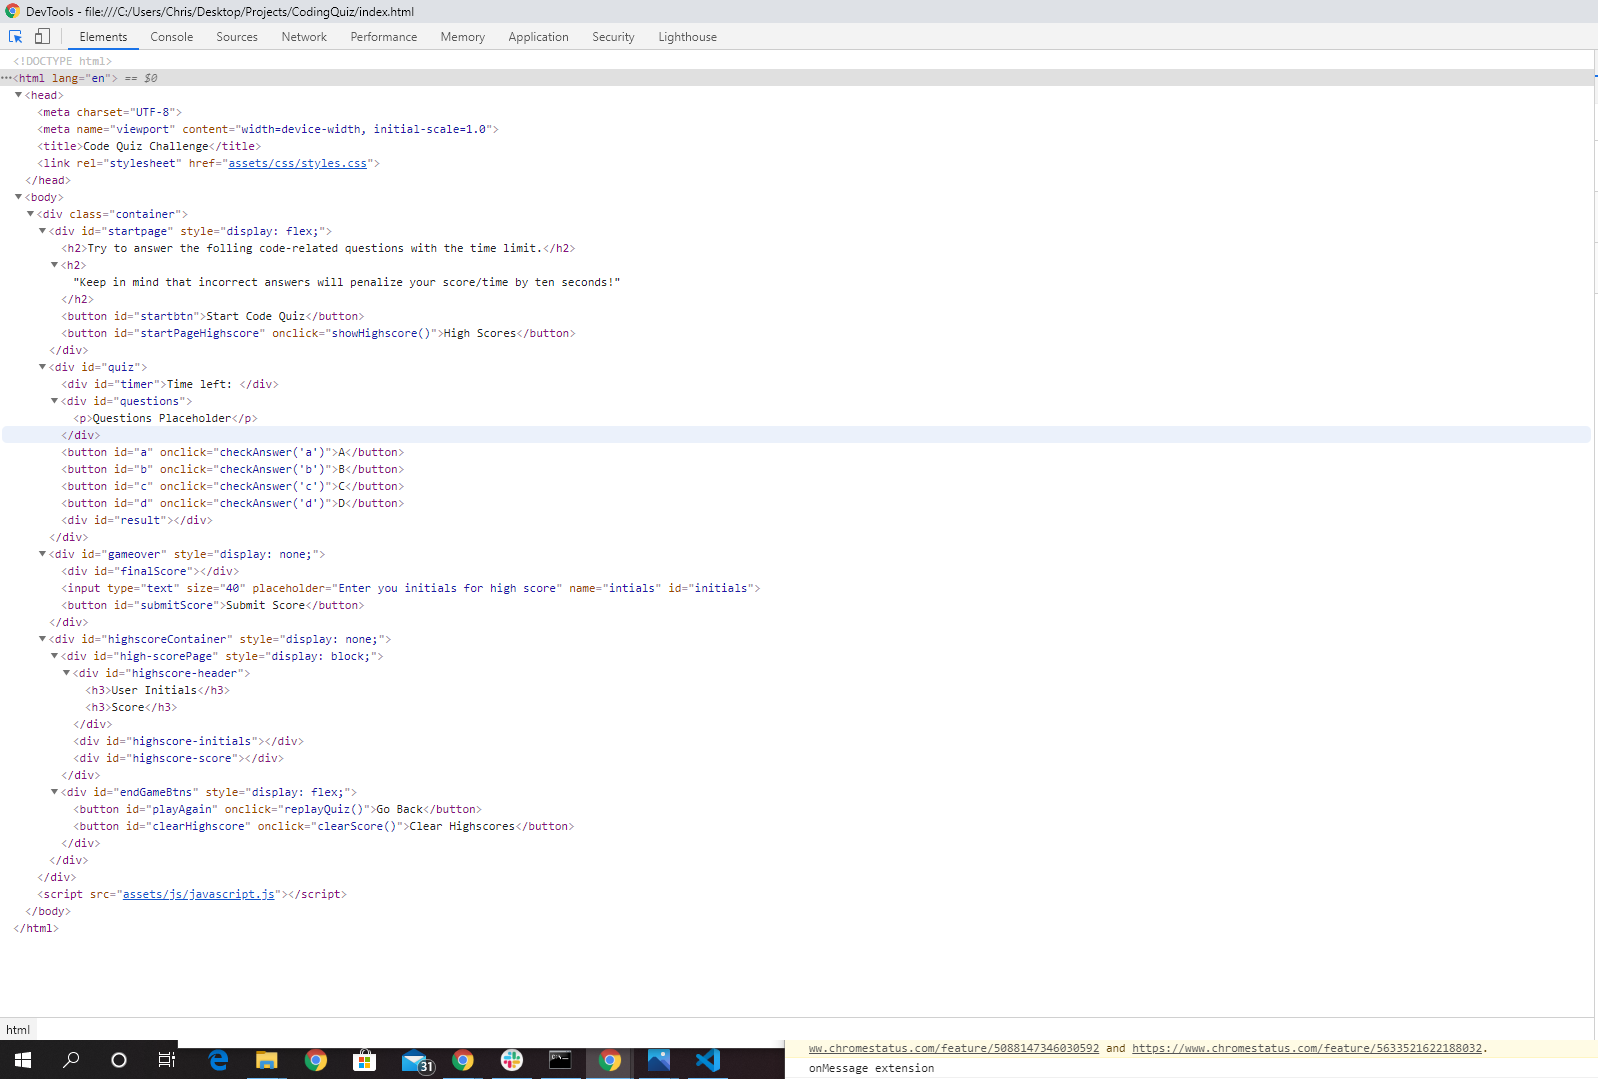 DevTools - file:///C:/Users/Chris/Desktop/Projects/CodingQuiz/index.html
Elements Console Sources Network Performance Memory Application Security Lighthouse
<!DOCTYPE html>
•••<html lang="en"> == $0
▼<head>
<meta charset="UTF-8">
<meta name="viewport" content="width=device-width, initial-scale=1.0">
<title>Code Quiz Challenge</title>
<link rel="stylesheet" href="assets/css/styles.css">
</head>
▼<body>
▼<div class="container">
▼<div id="startpage" style="display: flex;">
<h2>Try to answer the folling code-related questions with the time limit.</h2>
▼<h2>
"Keep in mind that incorrect answers will penalize your score/time by ten seconds!"
</h2>
<button id="startbtn">Start Code Quiz</button>
<button id="startPageHighscore" onclick="showHighscore()">High Scores</button>
</div>
▼<div id="quiz">
<div id="timer">Time left: </div>
▼<div id="questions">
<p>Questions Placeholder</p>
</div>
<button id="a" onclick="checkAnswer('a')">A</button>
<button id="b" onclick="checkAnswer('b')">B</button>
<button id="c" onclick="checkAnswer('c')">C</button>
<button id="d" onclick="checkAnswer('d')">D</button>
<div id="result"></div>
</div>
▼<div id="gameover" style="display: none;">
<div id="finalScore"></div>
<input type="text" size="40" placeholder="Enter you initials for high score" name="intials" id="initials">
<button id="submitScore">Submit Score</button>
</div>
▼<div id="highscoreContainer" style="display: none;">
▼<div id="high-scorePage" style="display: block;">
▼<div id="highscore-header">
<h3>User Initials</h3>
<h3>Score</h3>
</div>
<div id="highscore-initials"></div>
<div id="highscore-score"></div>
</div>
▼<div id="endGameBtns" style="display: flex;">
<button id="playAgain" onclick="replayQuiz()">Go Back</button>
<button id="clearHighscore" onclick="clearScore()">Clear Highscores</button>
</div>
</div>
</div>
<script src="assets/js/javascript.js"></script>
</body>
</html>
html
31
ww.chromestatus.com/feature/5088147346030592 and https://www.chromestatus.com/feature/5633521622188032.
onMessage extension